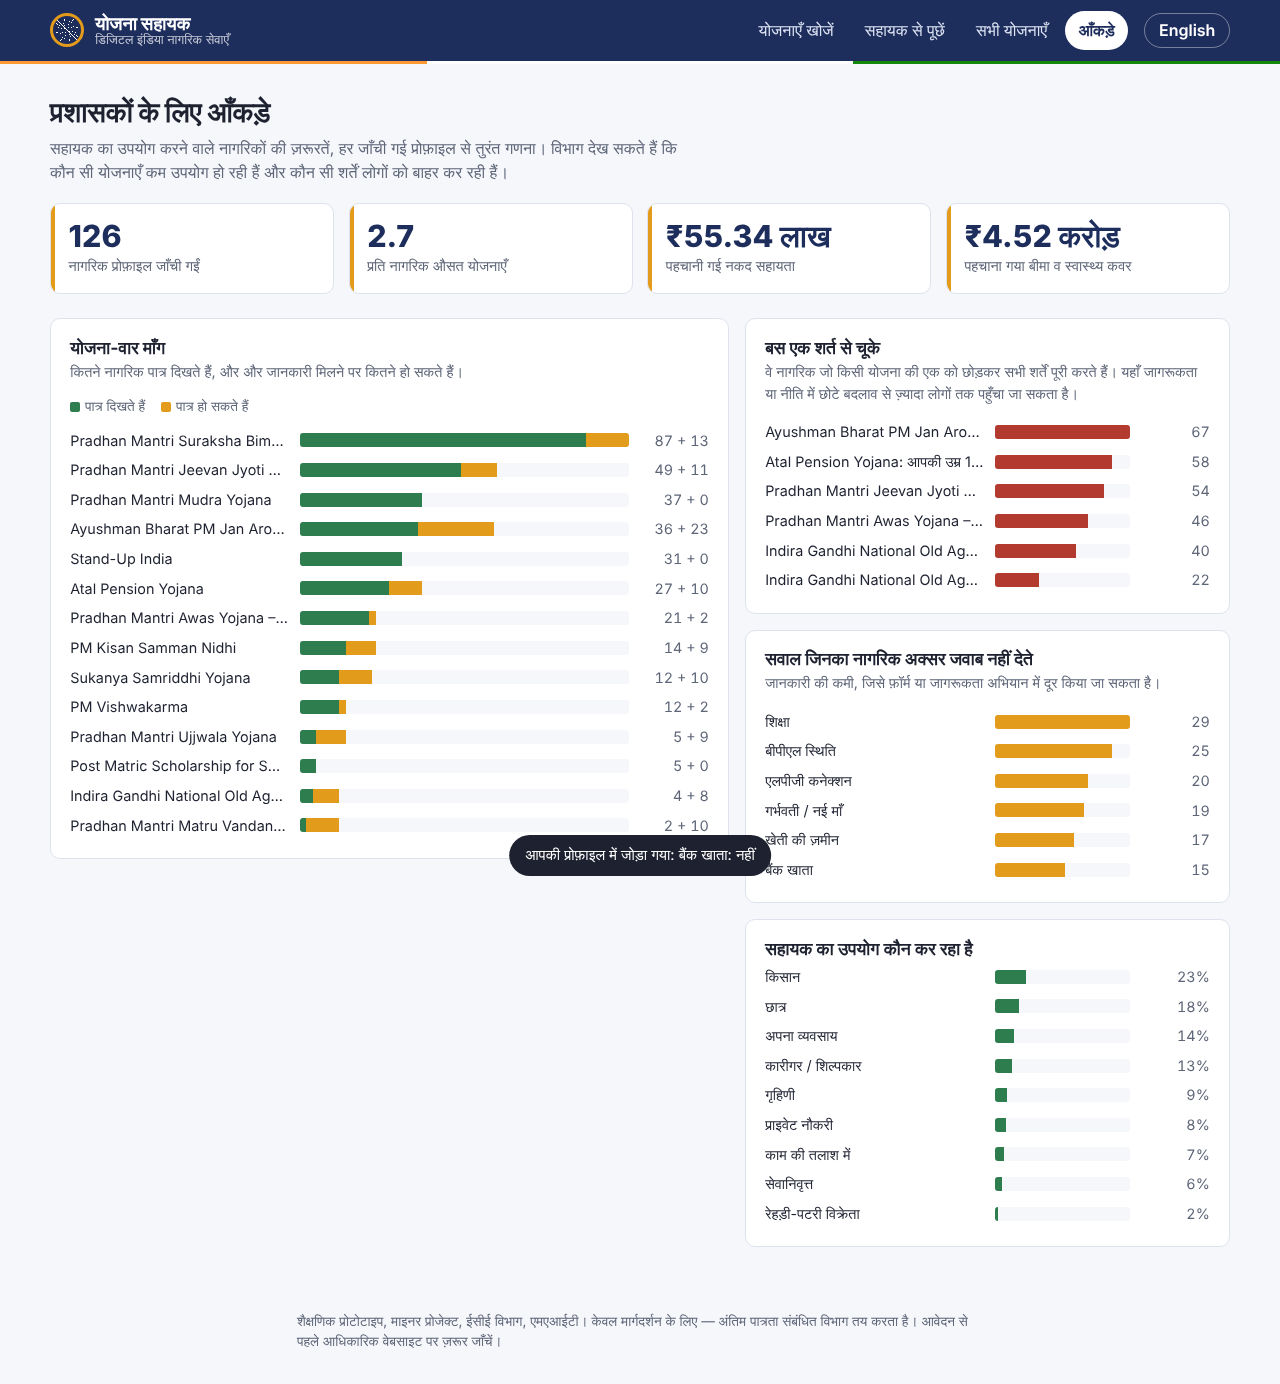 योजना सहायक
डिजिटल इंडिया नागरिक सेवाएँ
योजनाएँ खोजें
सहायक से पूछें
सभी योजनाएँ
आँकड़े
English
प्रशासकों के लिए आँकड़े
सहायक का उपयोग करने वाले नागरिकों की ज़रूरतें, हर जाँची गई प्रोफ़ाइल से तुरंत गणना। विभाग देख सकते हैं कि
कौन सी योजनाएँ कम उपयोग हो रही हैं और कौन सी शर्तें लोगों को बाहर कर रही हैं।
126
नागरिक प्रोफ़ाइल जाँची गईं
2.7
प्रति नागरिक औसत योजनाएँ
₹55.34 लाख
पहचानी गई नकद सहायता
₹4.52 करोड़
पहचाना गया बीमा व स्वास्थ्य कवर
योजना-वार माँग
कितने नागरिक पात्र दिखते हैं, और और जानकारी मिलने पर कितने हो सकते हैं।
पात्र दिखते हैं
पात्र हो सकते हैं
Pradhan Mantri Suraksha Bim... 87 + 13
Pradhan Mantri Jeevan Jyoti ... 49 + 11
Pradhan Mantri Mudra Yojana 37 + 0
Ayushman Bharat PM Jan Aro... 36 + 23
Stand-Up India 31 + 0
Atal Pension Yojana 27 + 10
Pradhan Mantri Awas Yojana –... 21 + 2
PM Kisan Samman Nidhi 14 + 9
Sukanya Samriddhi Yojana 12 + 10
PM Vishwakarma 12 + 2
Pradhan Mantri Ujjwala Yojana 5 + 9
Post Matric Scholarship for S... 5 + 0
Indira Gandhi National Old Ag... 4 + 8
Pradhan Mantri Matru Vandan... 2 + 10
बस एक शर्त से चूके
वे नागरिक जो किसी योजना की एक को छोड़कर सभी शर्तें पूरी करते हैं। यहाँ जागरूकता
या नीति में छोटे बदलाव से ज़्यादा लोगों तक पहुँचा जा सकता है।
Ayushman Bharat PM Jan Aro... 67
Atal Pension Yojana: आपकी उम्र 1... 58
Pradhan Mantri Jeevan Jyoti ... 54
Pradhan Mantri Awas Yojana –... 46
Indira Gandhi National Old Ag... 40
Indira Gandhi National Old Ag... 22
सवाल जिनका नागरिक अक्सर जवाब नहीं देते
जानकारी की कमी, जिसे फ़ॉर्म या जागरूकता अभियान में दूर किया जा सकता है।
शिक्षा 29
बीपीएल स्थिति 25
एलपीजी कनेक्शन 20
गर्भवती / नई माँ 19
खेती की ज़मीन 17
बैंक खाता 15
आपकी प्रोफ़ाइल में जोड़ा गया: बैंक खाता: नहीं
सहायक का उपयोग कौन कर रहा है
किसान 23%
छात्र 18%
अपना व्यवसाय 14%
कारीगर / शिल्पकार 13%
गृहिणी 9%
प्राइवेट नौकरी 8%
काम की तलाश में 7%
सेवानिवृत्त 6%
रेहड़ी-पटरी विक्रेता 2%
शैक्षणिक प्रोटोटाइप, माइनर प्रोजेक्ट, ईसीई विभाग, एमएआईटी। केवल मार्गदर्शन के लिए — अंतिम पात्रता संबंधित विभाग तय करता है। आवेदन से
पहले आधिकारिक वेबसाइट पर ज़रूर जाँचें।